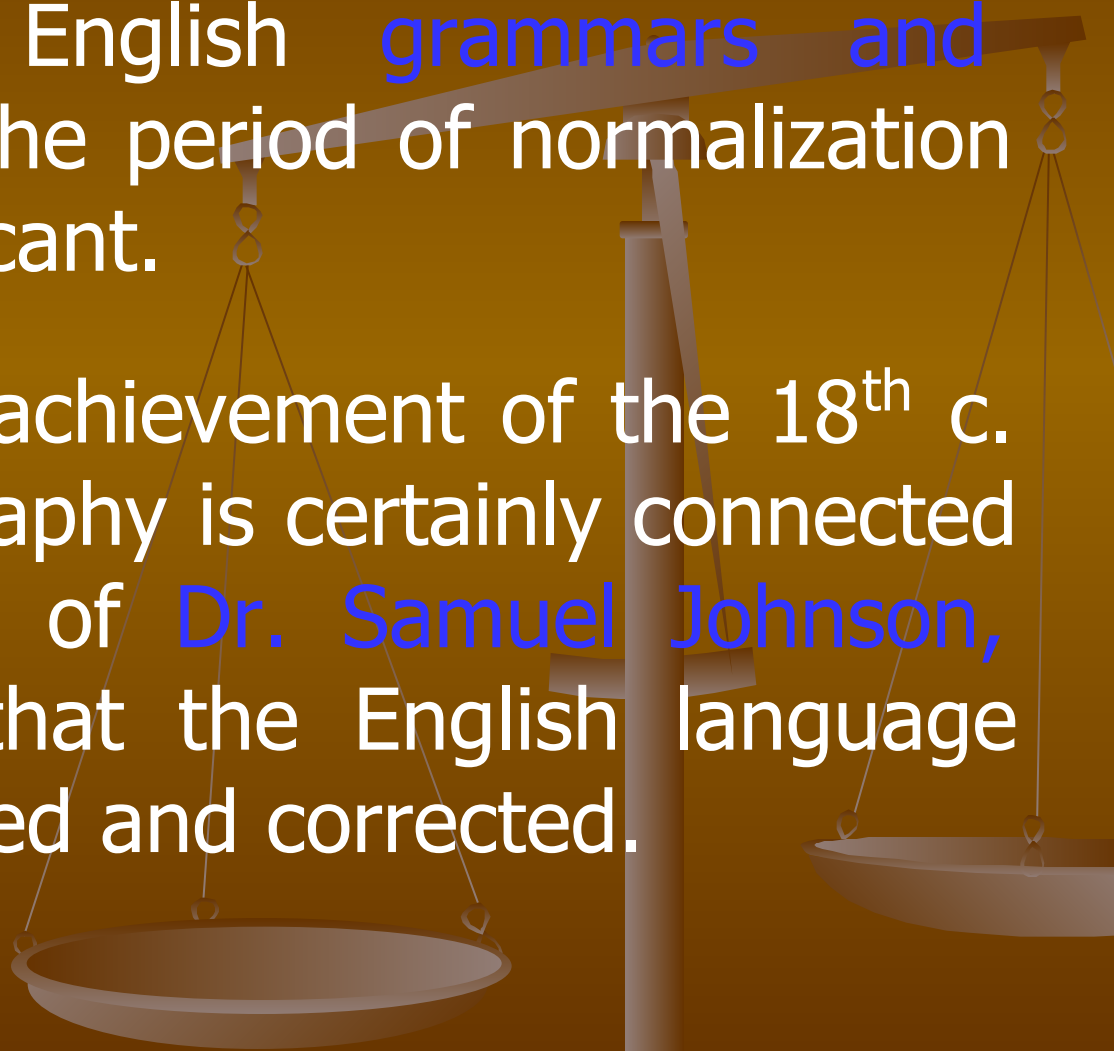 English grammars and
he period of normalization
cant.
achievement of the 18th c.
aphy is certainly connected
of Dr. Samuel Johnson,
that the English language
ed and corrected.